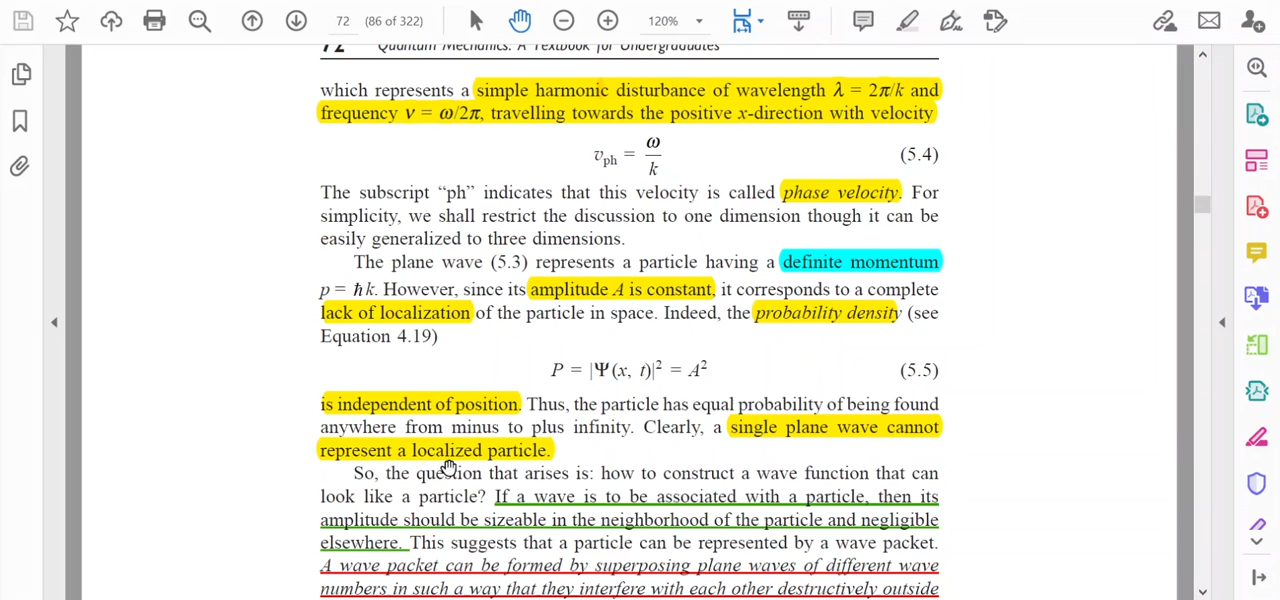 72
(86 of 322)
120%
72 Quantum Mechanics: A Textbook for Undergraduates
which represents a simple harmonic disturbance of wavelength λ = 2π/k and
frequency ν = ω/2π, travelling towards the positive x-direction with velocity
v_ph = ω/k (5.4)
The subscript “ph” indicates that this velocity is called phase velocity. For
simplicity, we shall restrict the discussion to one dimension though it can be
easily generalized to three dimensions.
The plane wave (5.3) represents a particle having a definite momentum
p = ℏk. However, since its amplitude A is constant, it corresponds to a complete
lack of localization of the particle in space. Indeed, the probability density (see
Equation 4.19)
P = |Ψ(x, t)|² = A² (5.5)
is independent of position. Thus, the particle has equal probability of being found
anywhere from minus to plus infinity. Clearly, a single plane wave cannot
represent a localized particle.
So, the question that arises is: how to construct a wave function that can
look like a particle? If a wave is to be associated with a particle, then its
amplitude should be sizeable in the neighborhood of the particle and negligible
elsewhere. This suggests that a particle can be represented by a wave packet.
A wave packet can be formed by superposing plane waves of different wave
numbers in such a way that they interfere with each other destructively outside